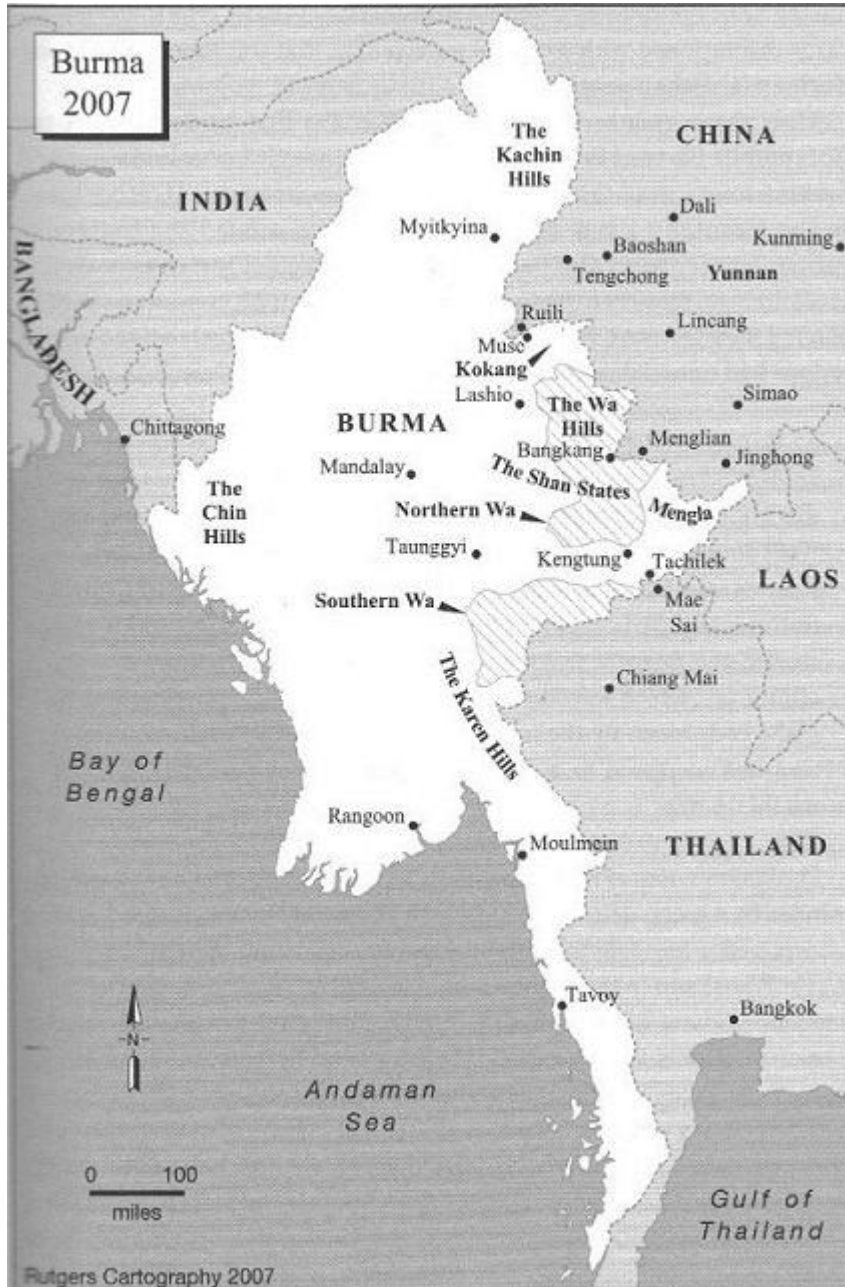 Burma
2007
The
Kachin
Hills
CHINA
INDIA
Dali
Myitkyina
Baoshan
Kunming
Tengchong
Yunnan
BANGLADESH
Ruili
Muse
Lincang
Kokang
Lashio
The Wa
Hills
Simao
BURMA
Chittagong
Bangkang
Menglian
Jinghong
Mandalay
The Shan States
The
Chin
Hills
Northern Wa
Mengla
Taunggyi
Kengtung
Tachilek
LAOS
Southern Wa
Mae
Sai
The Karen Hills
Chiang Mai
Bay of
Bengal
Rangoon
Moulmein
THAILAND
Tavoy
Bangkok
-N-
Andaman
Sea
0 100
miles
Gulf of
Thailand
Rutgers Cartography 2007